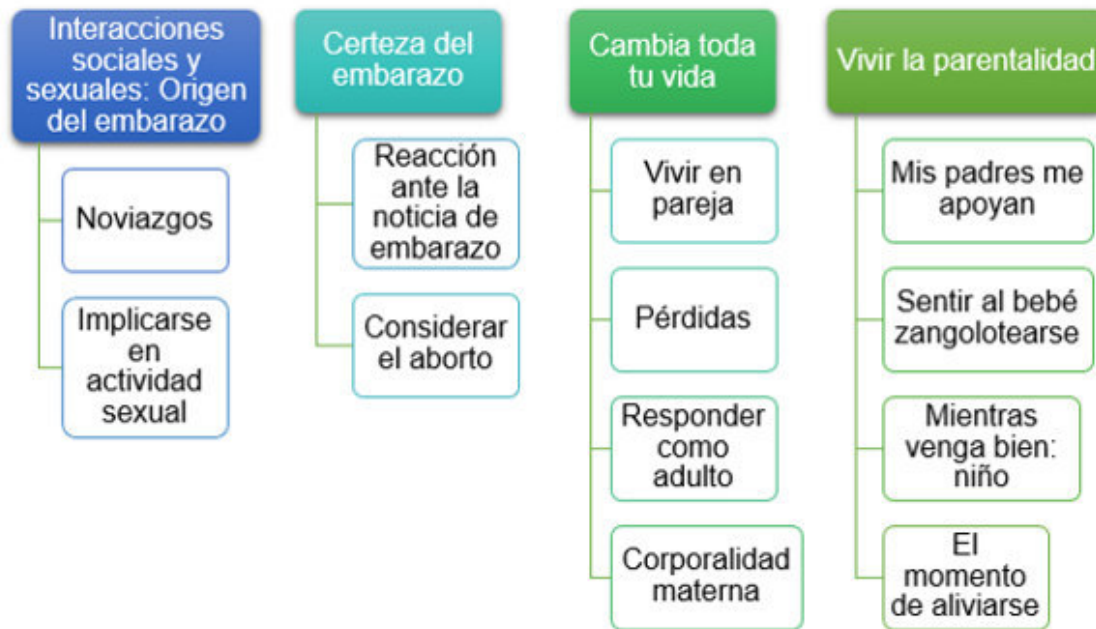 Interacciones
sociales y
sexuales: Origen
del embarazo
Noviazgos
Implicarse
en
actividad
sexual
Certeza del
embarazo
Reacción
ante la
noticia de
embarazo
Considerar
el aborto
Cambia toda
tu vida
Vivir en
pareja
Pérdidas
Responder
como
adulto
Corporalidad
materna
Vivir la parentalidad
Mis padres me
apoyan
Sentir al bebé
zangolotearse
Mientras
venga bien:
niño
El
momento
de aliviarse